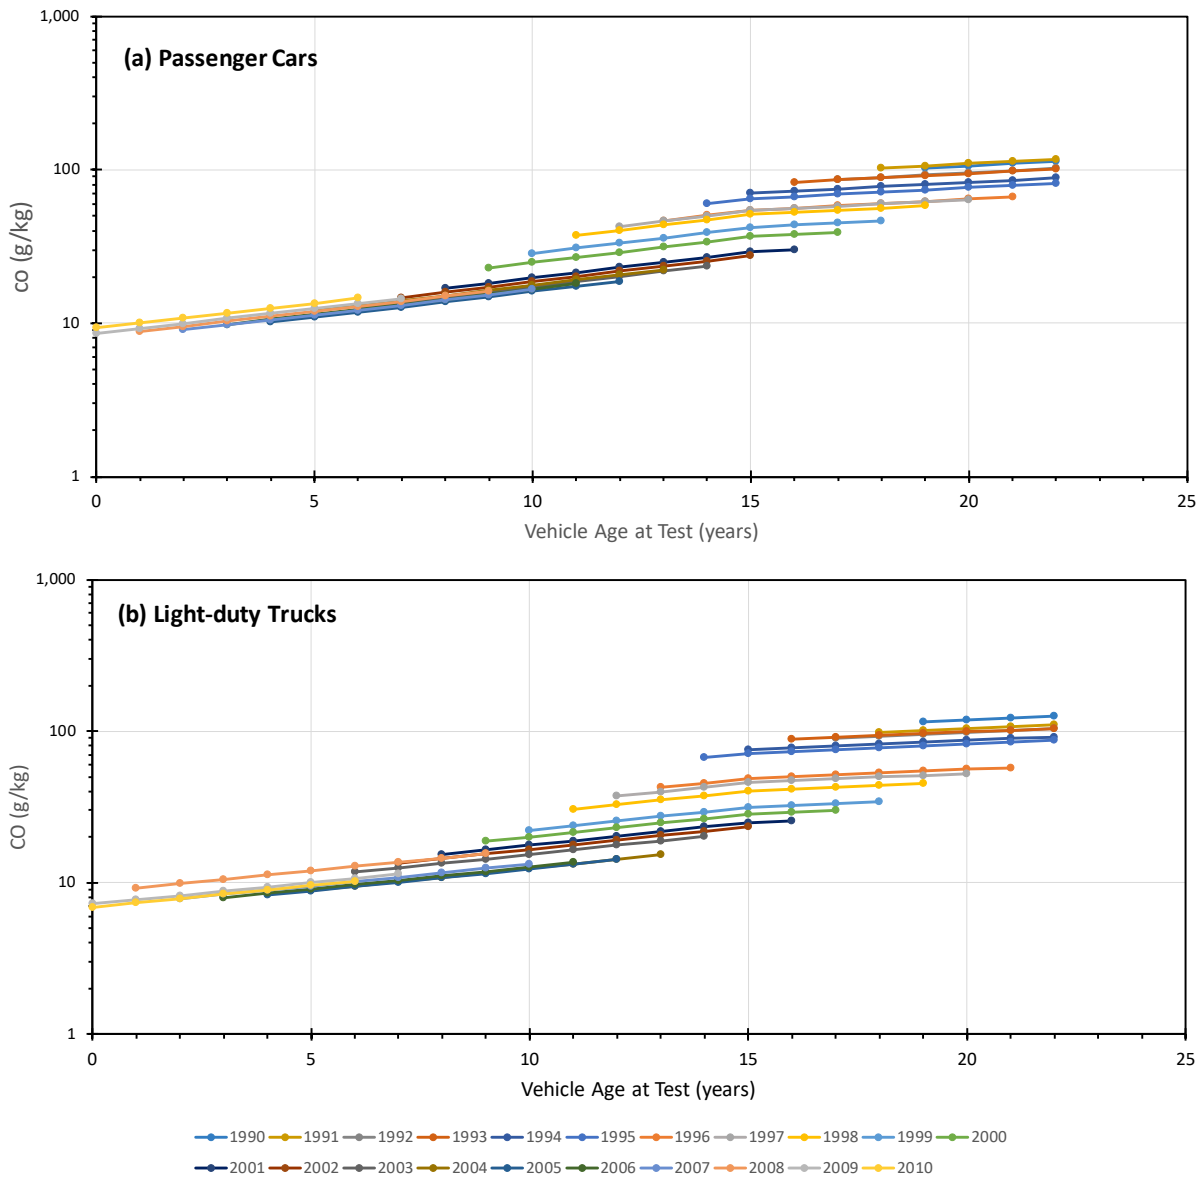 1,000
(a) Passenger Cars
100
10
1
co (g/kg)
0 5 10 15 20 25
Vehicle Age at Test (years)
1,000
(b) Light-duty Trucks
100
10
1
CO (g/kg)
0 5 10 15 20 25
Vehicle Age at Test (years)
1990 1991 1992 1993 1994 1995 1996 1997 1998 1999 2000
2001 2002 2003 2004 2005 2006 2007 2008 2009 2010